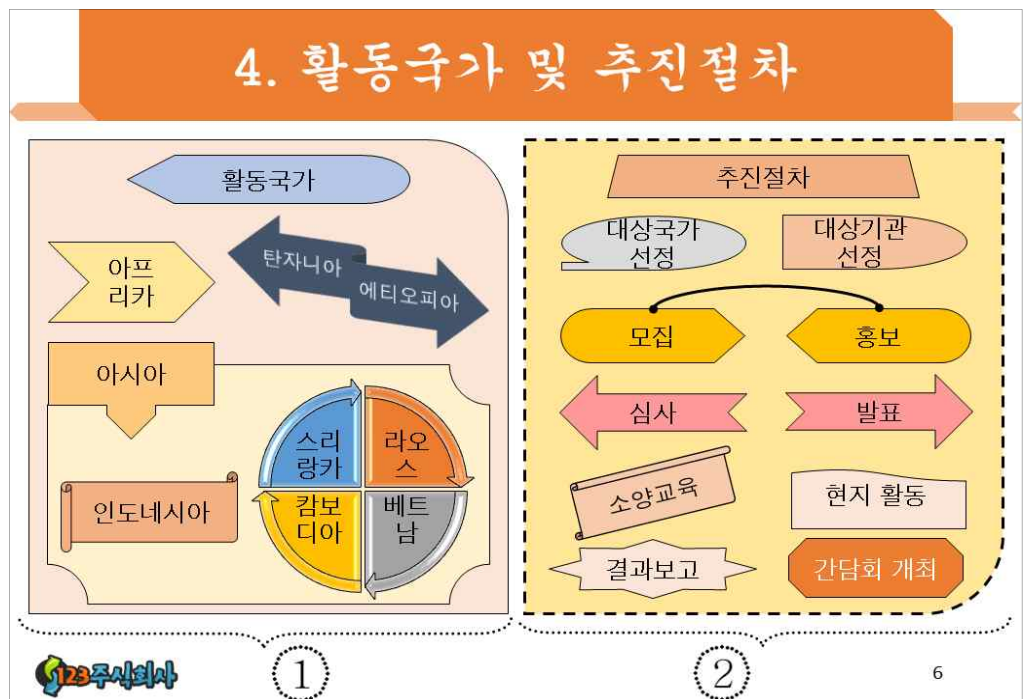 4. 활동국가 및 추진절차
활동국가
아프
리카
탄자니아
에티오피아
아시아
인도네시아
스리
랑카
라오
스
캄보
디아
베트
남
추진절차
대상국가
선정
대상기관
선정
모집
홍보
심사
발표
소양교육
현지 활동
결과보고
간담회 개최
1
2
123주식회사
6